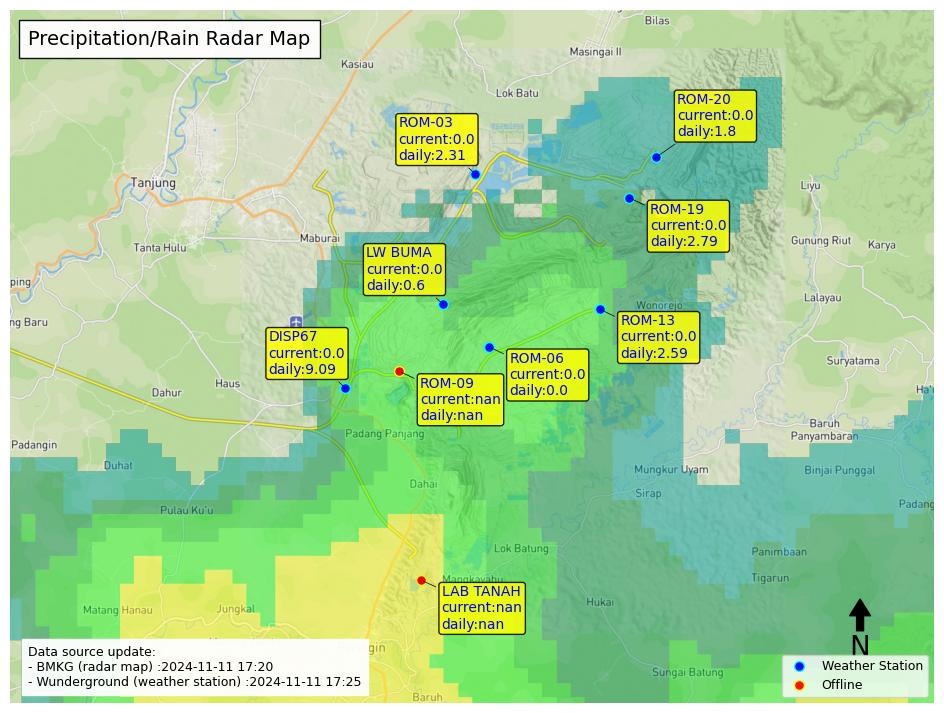 Precipitation/Rain Radar Map
Bilas
Masingai II
Kasiau
Lok Batu
ROM-20
current:0.0
daily:1.8
ROM-03
current:0.0
daily:2.31
Tanjung
Liyu
ROM-19
current:0.0
daily:2.79
Maburai
Tanta Hulu
Gunung Riut
Karya
LW BUMA
current:0.0
daily:0.6
ping
Lalayau
Wonorejo
ng Baru
ROM-13
current:0.0
daily:2.59
DISP67
current:0.0
daily:9.09
ROM-06
current:0.0
daily:0.0
Suryatama
Haus
Dahur
ROM-09
current:nan
daily:nan
Ha'
Baruh
Panyambaran
Padang Panjang
Padangin
Duhat
Mungkur Uyam
Binjai Punggal
Dahai
Sirap
Padang
Pulau Ku'u
Lok Batung
Panimbaan
Mangkayahu
Tigarun
LAB TANAH
current:nan
daily:nan
Hukai
Matang Hanau
Jungkal
N
Data source update:
- BMKG (radar map) :2024-11-11 17:20
- Wunderground (weather station) :2024-11-11 17:25
Sungai Batung
Baruh
Weather Station
Offline